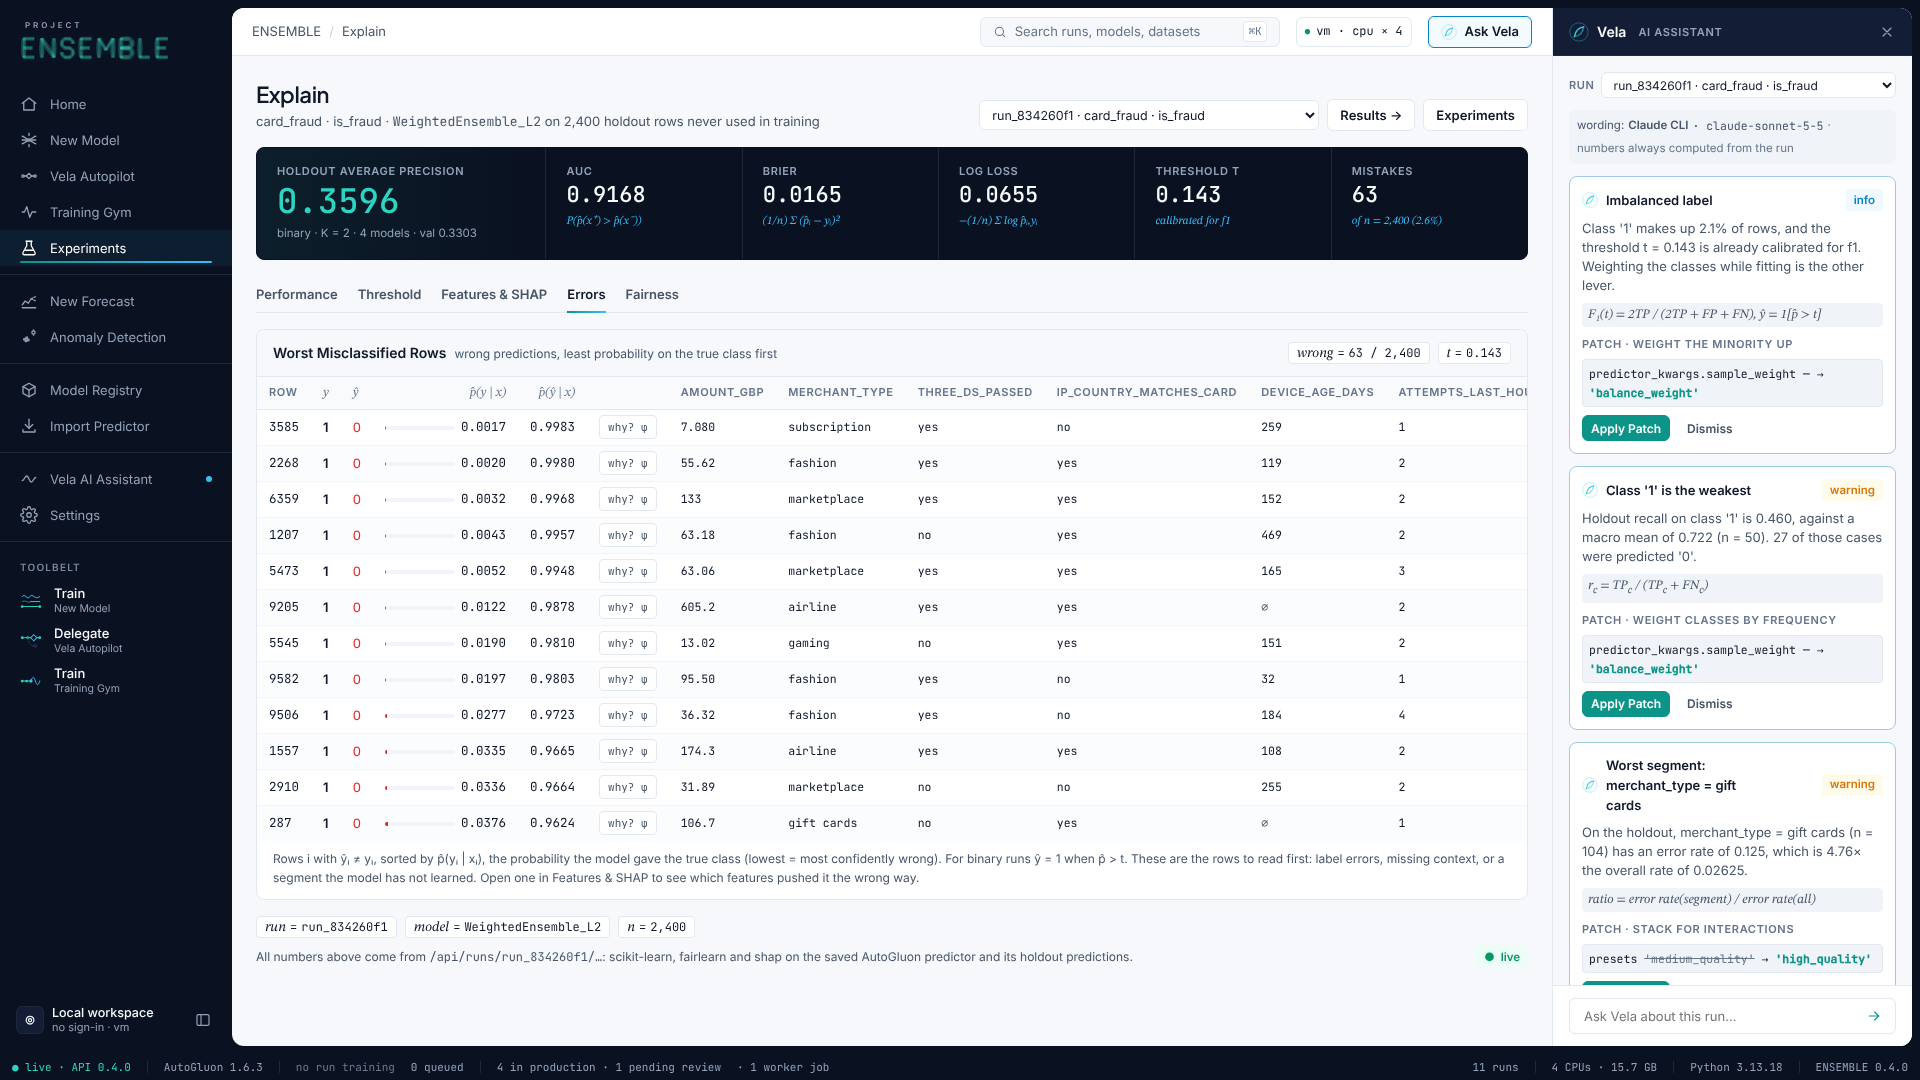 PROJECT
ENSEMBLE
Home
New Model
Vela Autopilot
Training Gym
Experiments
New Forecast
Anomaly Detection
Model Registry
Import Predictor
Vela AI Assistant
Settings
TOOLBELT
Train
New Model
Delegate
Vela Autopilot
Train
Training Gym
Local workspace
no sign-in · vm
ENSEMBLE / Explain
Search runs, models, datasets ⌘K
vm · cpu × 4
Ask Vela
Explain
card_fraud · is_fraud · WeightedEnsemble_L2 on 2,400 holdout rows never used in training
run_834260f1 · card_fraud · is_fraud
Results →
Experiments
HOLDOUT AVERAGE PRECISION
0.3596
binary · K = 2 · 4 models · val 0.3303
AUC
0.9168
P(p̂(x⁺) > p̂(x⁻))
BRIER
0.0165
(1/n) Σ (p̂ᵢ − yᵢ)²
LOG LOSS
0.0655
−(1/n) Σ log p̂ᵢ,yᵢ
THRESHOLD T
0.143
calibrated for f1
MISTAKES
63
of n = 2,400 (2.6%)
Performance Threshold Features & SHAP Errors Fairness
Worst Misclassified Rows wrong predictions, least probability on the true class first wrong = 63 / 2,400 t = 0.143
ROW y ŷ p̂(y | x) p̂(ŷ | x) AMOUNT_GBP MERCHANT_TYPE THREE_DS_PASSED IP_COUNTRY_MATCHES_CARD DEVICE_AGE_DAYS ATTEMPTS_LAST_HOU
3585 1 0 0.0017 0.9983 why? φ 7.080 subscription yes no 259 1
2268 1 0 0.0020 0.9980 why? φ 55.62 fashion yes yes 119 2
6359 1 0 0.0032 0.9968 why? φ 133 marketplace yes yes 152 2
1207 1 0 0.0043 0.9957 why? φ 63.18 fashion no yes 469 2
5473 1 0 0.0052 0.9948 why? φ 63.06 marketplace yes yes 165 3
9205 1 0 0.0122 0.9878 why? φ 605.2 airline yes yes ∅ 2
5545 1 0 0.0190 0.9810 why? φ 13.02 gaming no yes 151 2
9582 1 0 0.0197 0.9803 why? φ 95.50 fashion yes no 32 1
9506 1 0 0.0277 0.9723 why? φ 36.32 fashion yes no 184 4
1557 1 0 0.0335 0.9665 why? φ 174.3 airline yes yes 108 2
2910 1 0 0.0336 0.9664 why? φ 31.89 marketplace no no 255 2
287 1 0 0.0376 0.9624 why? φ 106.7 gift cards no yes ∅ 1
Rows i with ŷᵢ ≠ yᵢ, sorted by p̂(yᵢ | xᵢ), the probability the model gave the true class (lowest = most confidently wrong). For binary runs ŷ = 1 when p̂ > t. These are the rows to read first: label errors, missing context, or a
segment the model has not learned. Open one in Features & SHAP to see which features pushed it the wrong way.
run = run_834260f1 model = WeightedEnsemble_L2 n = 2,400
All numbers above come from /api/runs/run_834260f1/…: scikit-learn, fairlearn and shap on the saved AutoGluon predictor and its holdout predictions.
live
Vela AI ASSISTANT
RUN run_834260f1 · card_fraud · is_fraud
wording: Claude CLI · claude-sonnet-5-5 ·
numbers always computed from the run
Imbalanced label info
Class '1' makes up 2.1% of rows, and the
threshold t = 0.143 is already calibrated for f1.
Weighting the classes while fitting is the other
lever.
F₁(t) = 2TP / (2TP + FP + FN), ŷ = 1[p̂ > t]
PATCH · WEIGHT THE MINORITY UP
predictor_kwargs.sample_weight — →
'balance_weight'
Apply Patch Dismiss
Class '1' is the weakest warning
Holdout recall on class '1' is 0.460, against a
macro mean of 0.722 (n = 50). 27 of those cases
were predicted '0'.
r_c = TP_c / (TP_c + FN_c)
PATCH · WEIGHT CLASSES BY FREQUENCY
predictor_kwargs.sample_weight — →
'balance_weight'
Apply Patch Dismiss
Worst segment:
merchant_type = gift
cards
warning
On the holdout, merchant_type = gift cards (n =
104) has an error rate of 0.125, which is 4.76×
the overall rate of 0.02625.
ratio = error rate(segment) / error rate(all)
PATCH · STACK FOR INTERACTIONS
presets 'medium_quality' → 'high_quality'
Ask Vela about this run...
live · API 0.4.0 AutoGluon 1.6.3 no run training 0 queued 4 in production · 1 pending review · 1 worker job 11 runs 4 CPUs · 15.7 GB Python 3.13.18 ENSEMBLE 0.4.0